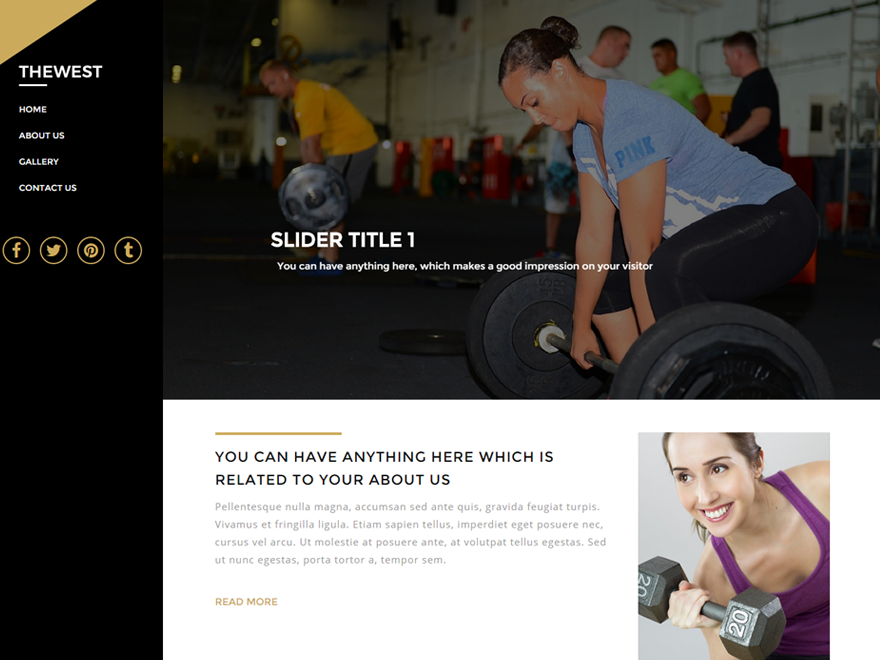 THEWEST
HOME
ABOUT US
GALLERY
CONTACT US
SLIDER TITLE 1
You can have anything here, which makes a good impression on your visitor
PINK
YOU CAN HAVE ANYTHING HERE WHICH IS
RELATED TO YOUR ABOUT US
Pellentesque nulla magna, accumsan sed ante quis, gravida feugiat turpis.
Vivamus et fringilla ligula. Etiam sapien tellus, imperdiet eget posuere nec,
cursus vel arcu. Ut molestie at posuere ante, at volutpat tellus egestas. Sed
ut nunc egestas, porta tortor a, tempor sem.
READ MORE
20
20